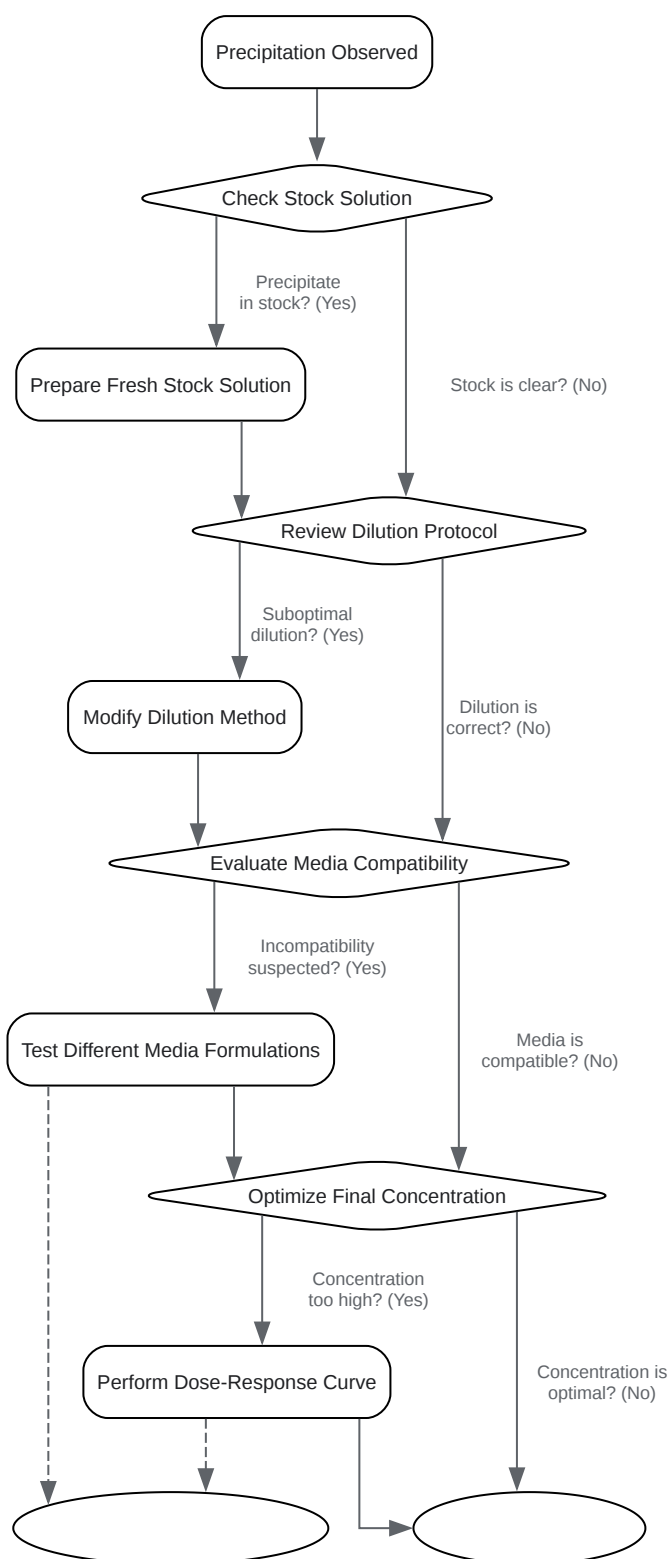 Precipitation Observed
Check Stock Solution
Precipitate
in stock? (Yes)
Prepare Fresh Stock Solution
Stock is clear? (No)
Review Dilution Protocol
Suboptimal
dilution? (Yes)
Modify Dilution Method
Dilution is
correct? (No)
Evaluate Media Compatibility
Incompatibility
suspected? (Yes)
Test Different Media Formulations
Media is
compatible? (No)
Optimize Final Concentration
Concentration
too high? (Yes)
Perform Dose-Response Curve
Concentration is
optimal? (No)